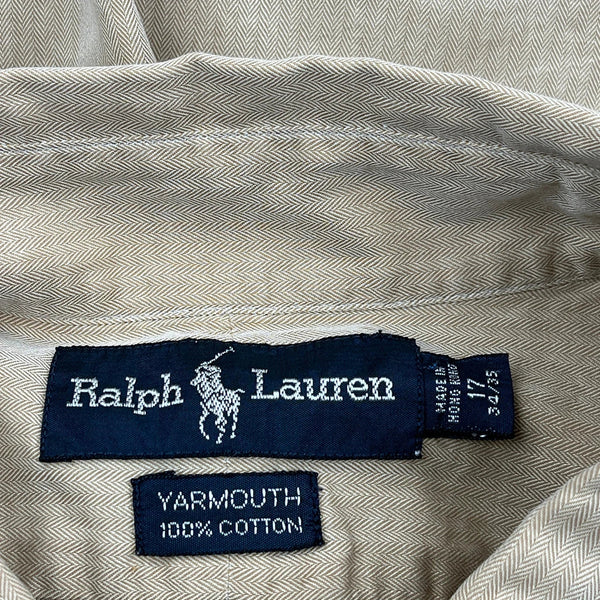 Ralph Lauren
MADE IN
HONG KONG
17
34/35
YARMOUTH
100% COTTON